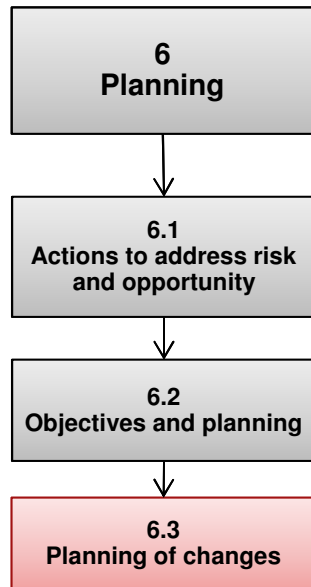 6
Planning
6.1
Actions to address risk
and opportunity
6.2
Objectives and planning
6.3
Planning of changes